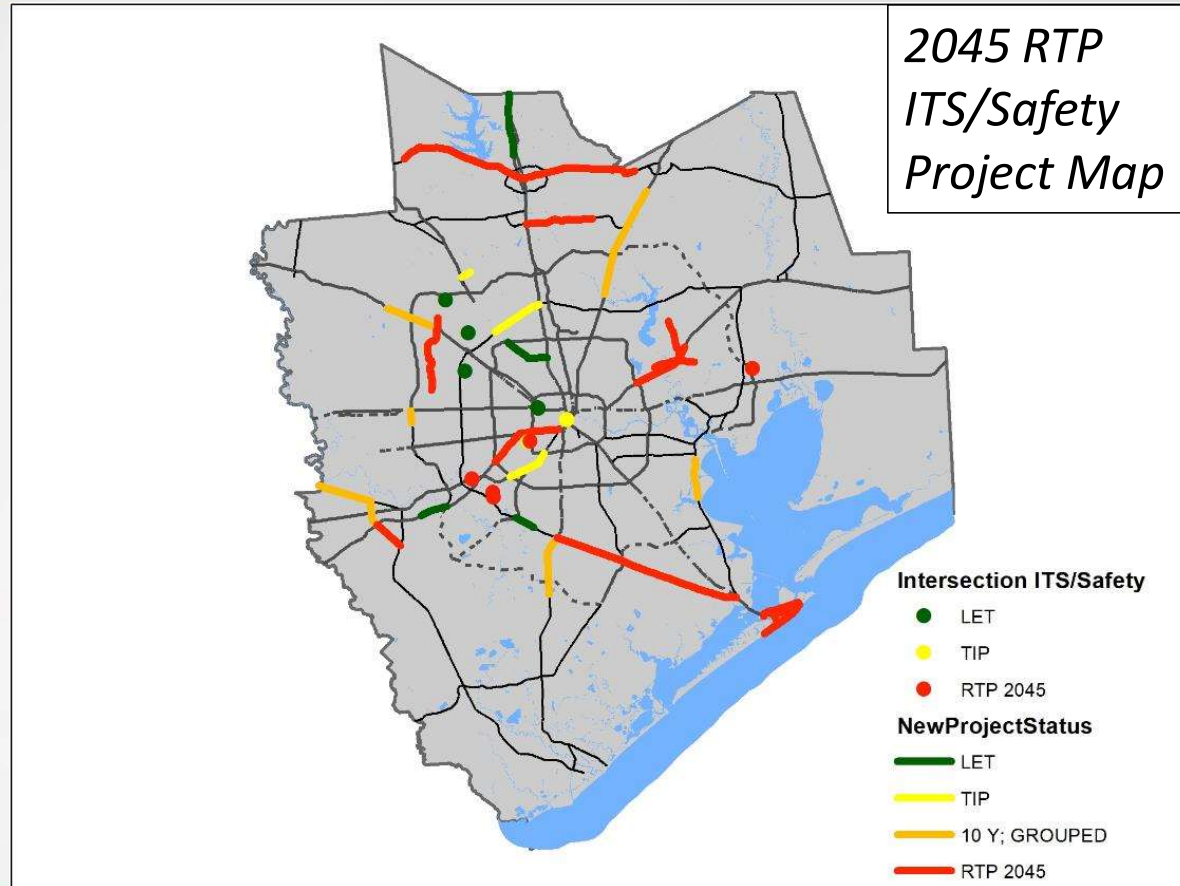 2045 RTP
ITS/Safety
Project Map
Intersection ITS/Safety
LET
TIP
RTP 2045
NewProjectStatus
LET
TIP
10 Y; GROUPED
RTP 2045